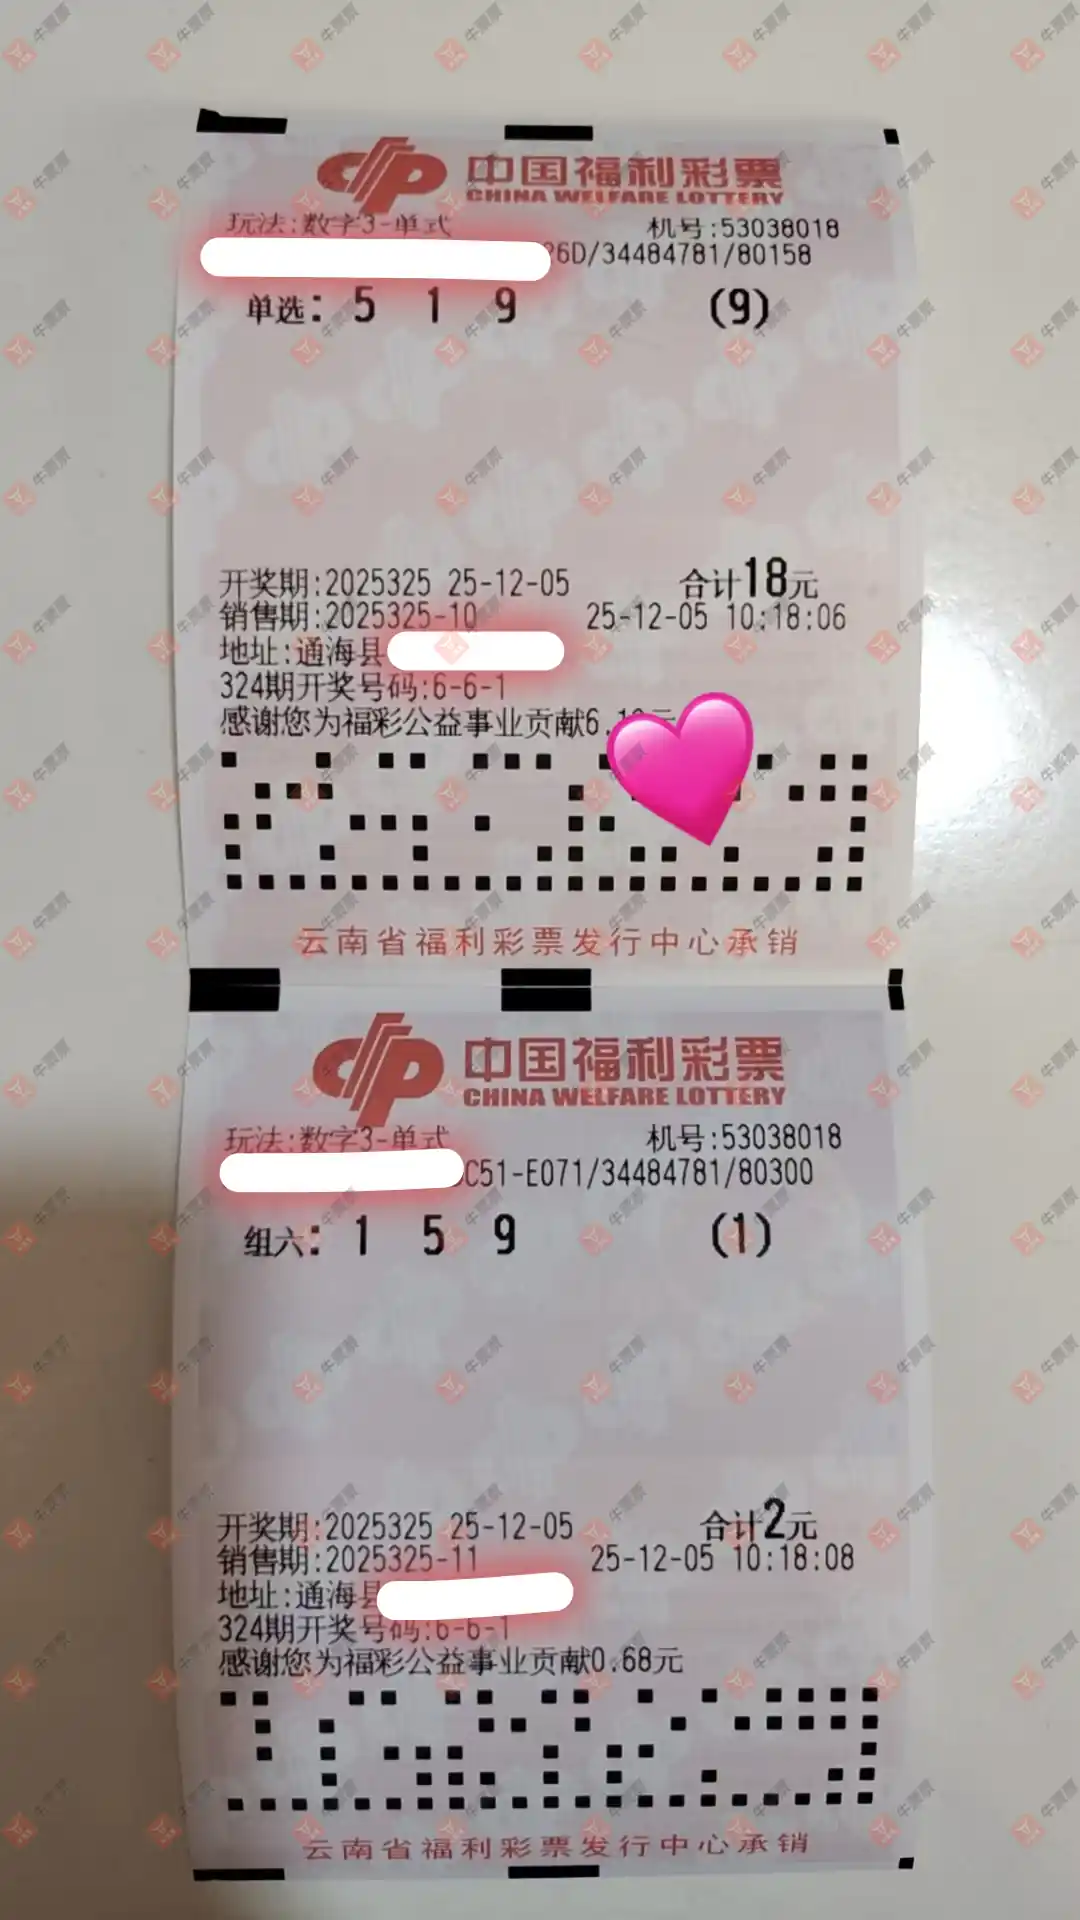 中国福利彩票
CHINA WELFARE LOTTERY
玩法:数字3-单式 机号:53038018
26D/34484781/80158
单选: 5 1 9 (9)
开奖期:2025325 25-12-05 合计18元
销售期:2025325-10 25-12-05 10:18:06
地址:通海县
324期开奖号码:6-6-1
感谢您为福彩公益事业贡献6.
云南省福利彩票发行中心承销
中国福利彩票
CHINA WELFARE LOTTERY
玩法:数字3-单式 机号:53038018
C51-E071/34484781/80300
组六: 1 5 9 (1)
开奖期:2025325 25-12-05 合计2元
销售期:2025325-11 25-12-05 10:18:08
地址:通海县
324期开奖号码:6-6-1
感谢您为福彩公益事业贡献0.68元
云南省福利彩票发行中心承销